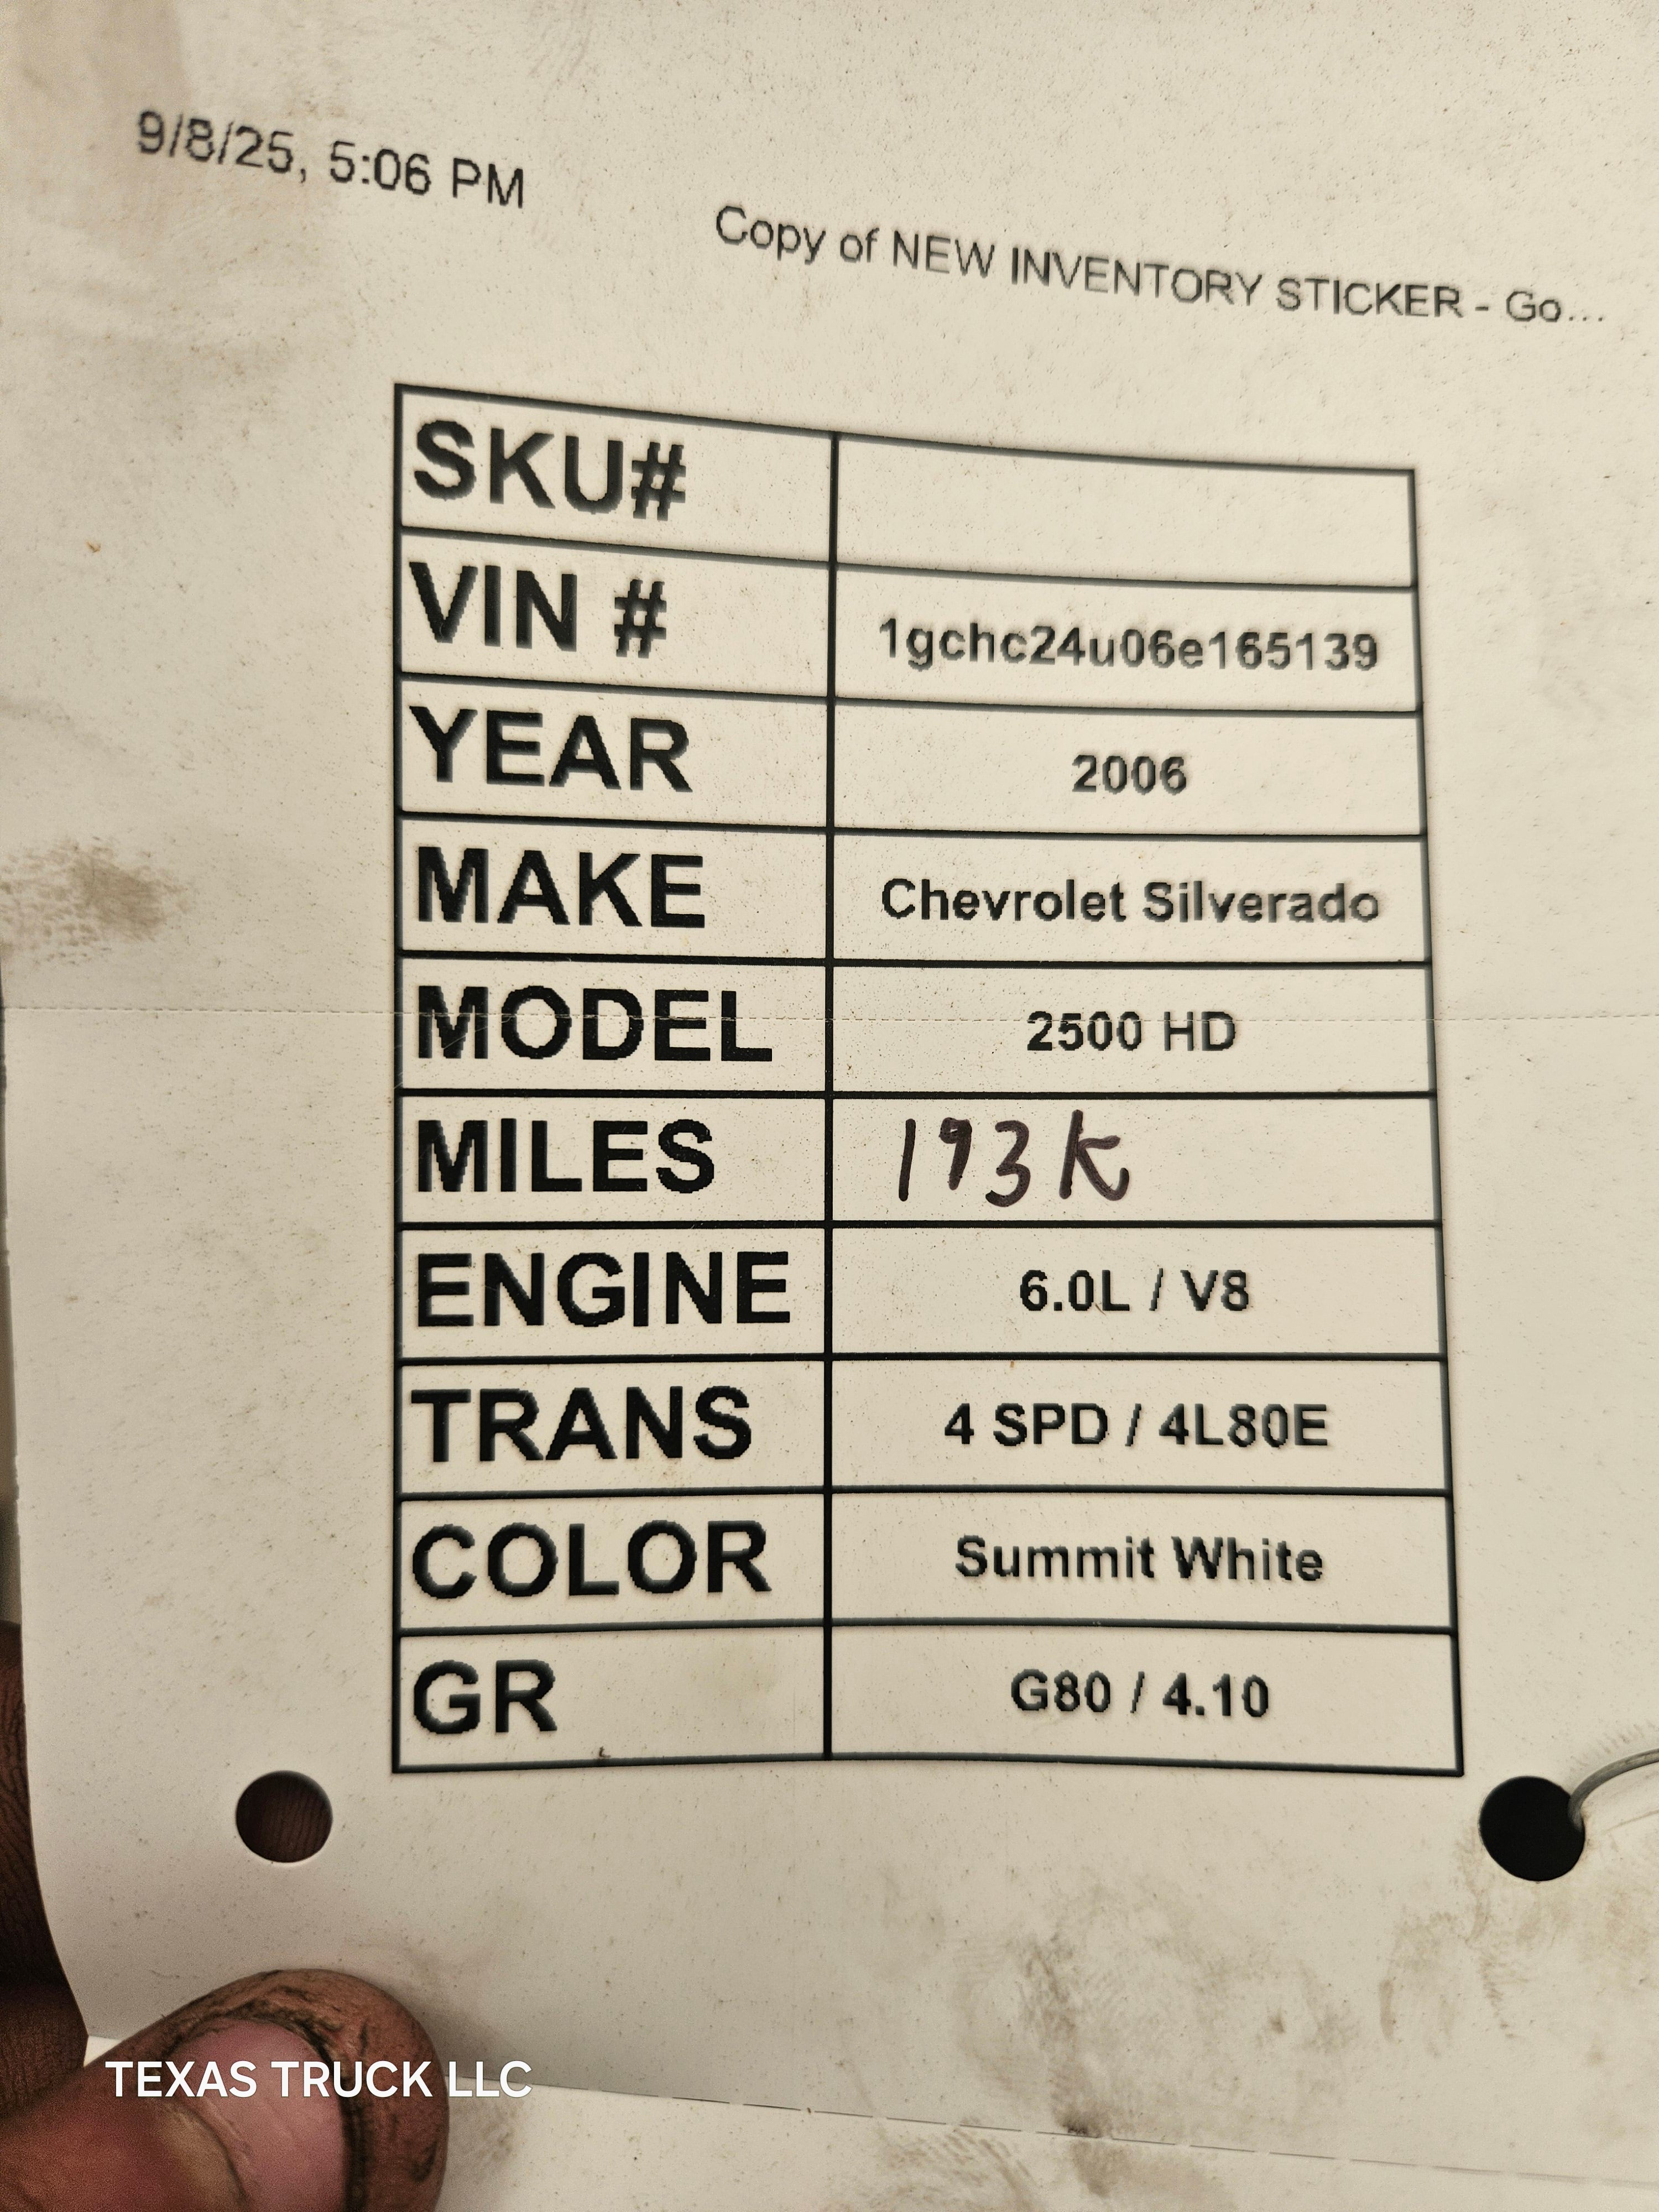 9/8/25, 5:06 PM
Copy of NEW INVENTORY STICKER - Go...
SKU#
VIN # 1gchc24u06e165139
YEAR 2006
MAKE Chevrolet Silverado
MODEL 2500 HD
MILES 193K
ENGINE 6.0L / V8
TRANS 4 SPD / 4L80E
COLOR Summit White
GR G80 / 4.10
TEXAS TRUCK LLC